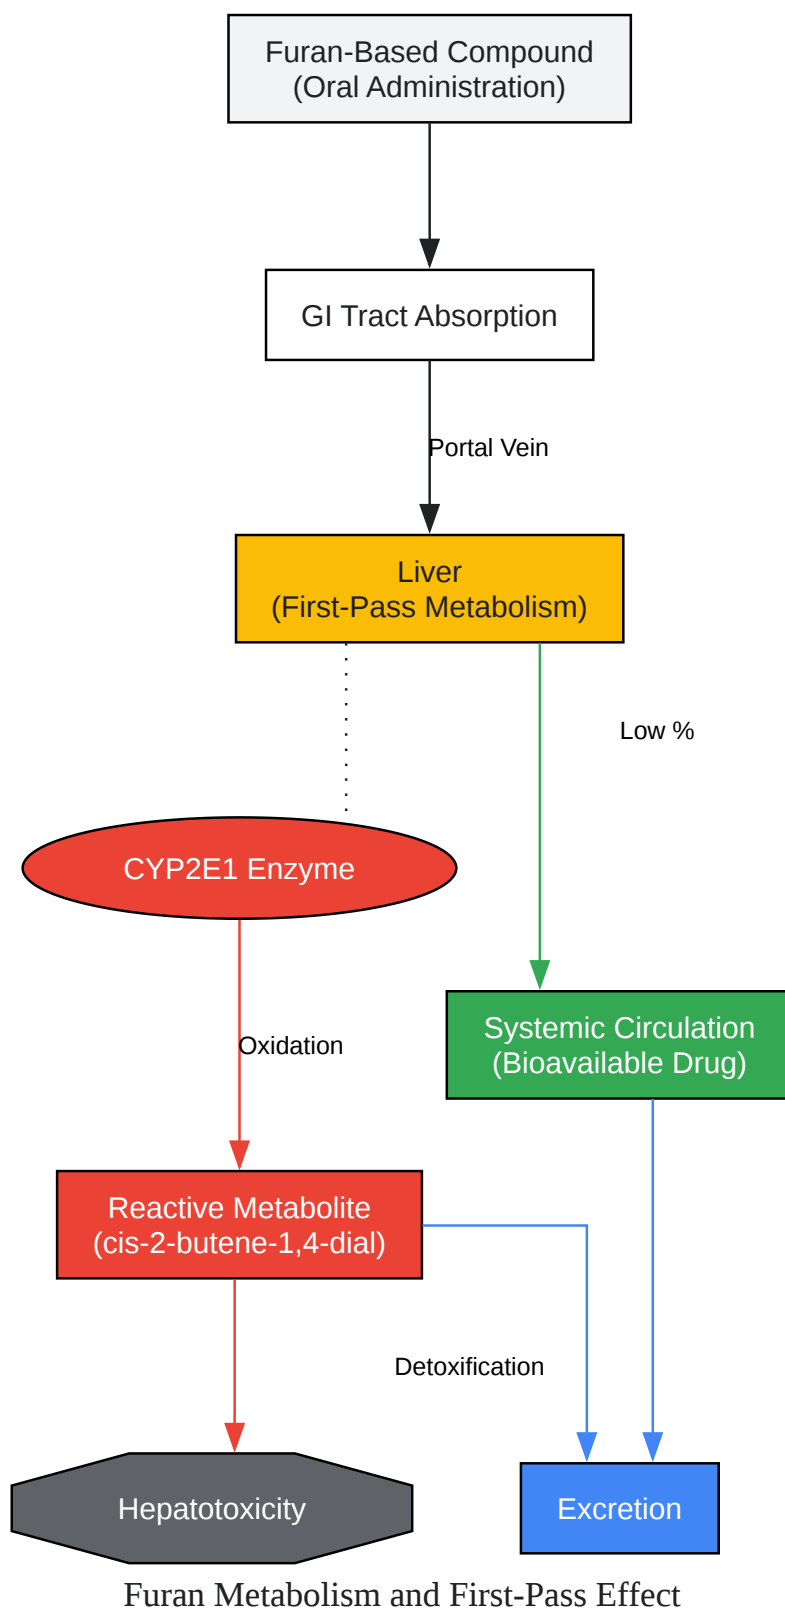 Furan-Based Compound
(Oral Administration)
GI Tract Absorption
Portal Vein
Liver
(First-Pass Metabolism)
Low %
CYP2E1 Enzyme
Systemic Circulation
(Bioavailable Drug)
Oxidation
Reactive Metabolite
(cis-2-butene-1,4-dial)
Detoxification
Hepatotoxicity
Excretion
Furan Metabolism and First-Pass Effect